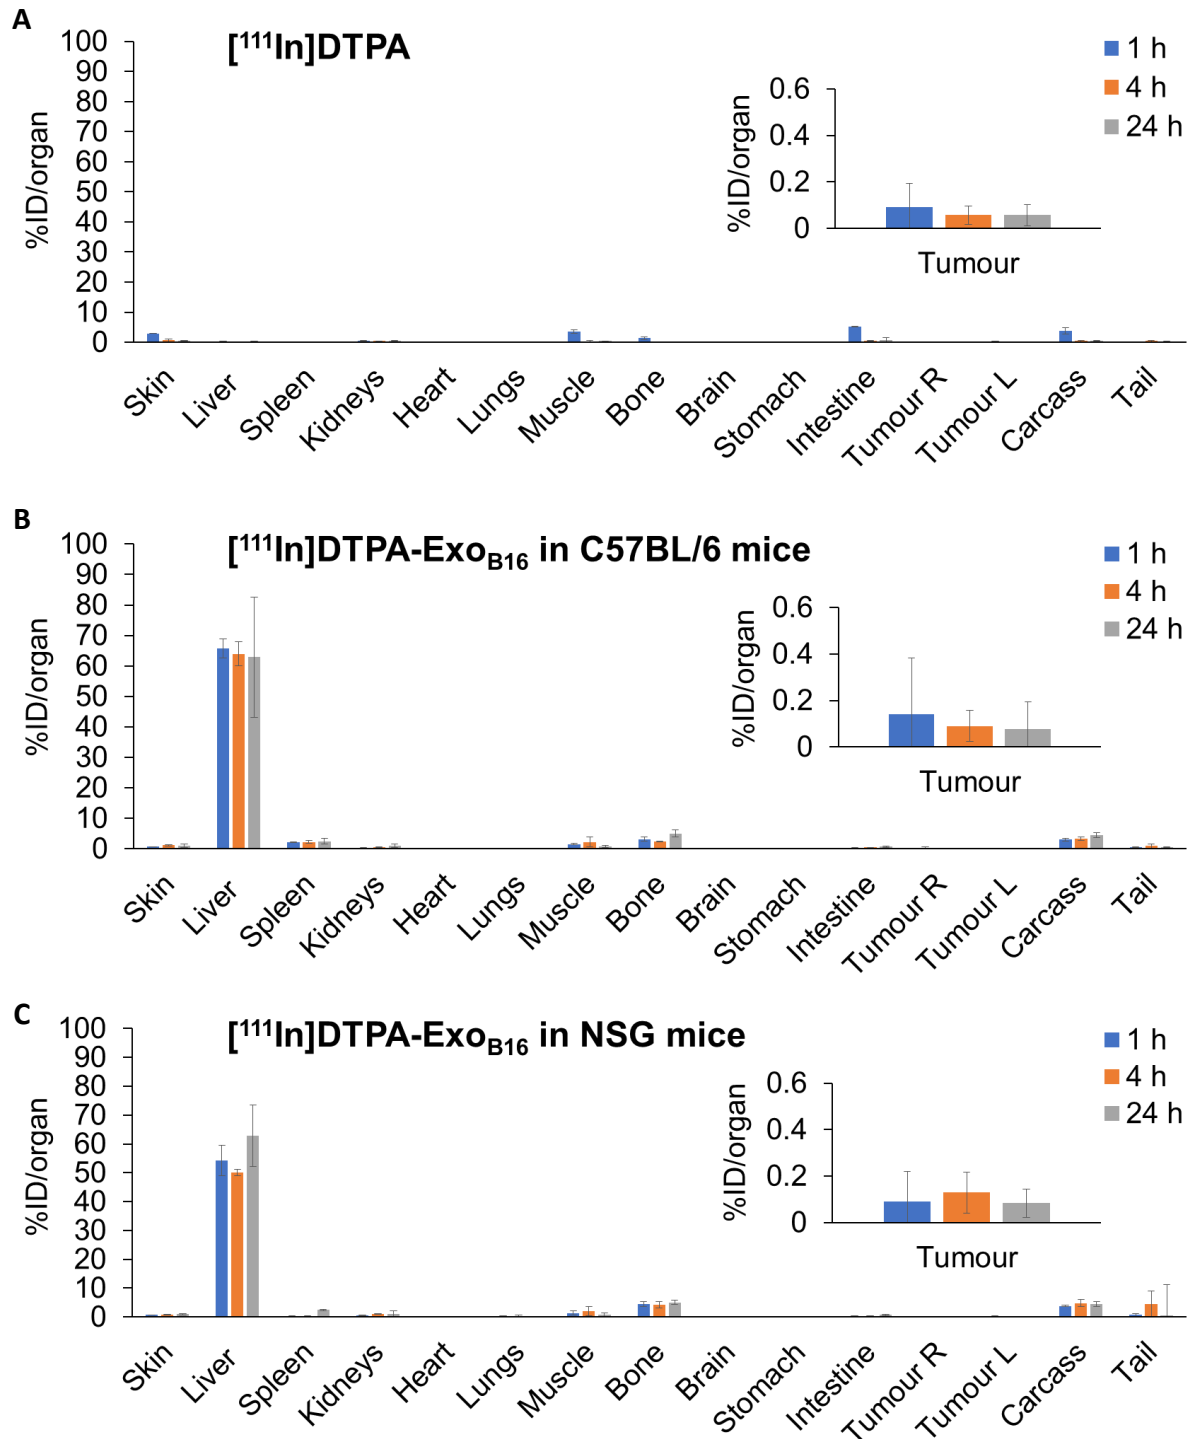 A
[¹¹¹In]DTPA
%ID/organ
100
90
80
70
60
50
40
30
20
10
0
1 h
4 h
24 h
%ID/organ
0.6
0.4
0.2
0
Tumour
Skin
Liver
Spleen
Kidneys
Heart
Lungs
Muscle
Bone
Brain
Stomach
Intestine
Tumour R
Tumour L
Carcass
Tail
B
[¹¹¹In]DTPA-Exo_B16 in C57BL/6 mice
%ID/organ
100
90
80
70
60
50
40
30
20
10
0
1 h
4 h
24 h
%ID/organ
0.6
0.4
0.2
0
Tumour
Skin
Liver
Spleen
Kidneys
Heart
Lungs
Muscle
Bone
Brain
Stomach
Intestine
Tumour R
Tumour L
Carcass
Tail
C
[¹¹¹In]DTPA-Exo_B16 in NSG mice
%ID/organ
100
90
80
70
60
50
40
30
20
10
0
1 h
4 h
24 h
%ID/organ
0.6
0.4
0.2
0
Tumour
Skin
Liver
Spleen
Kidneys
Heart
Lungs
Muscle
Bone
Brain
Stomach
Intestine
Tumour R
Tumour L
Carcass
Tail